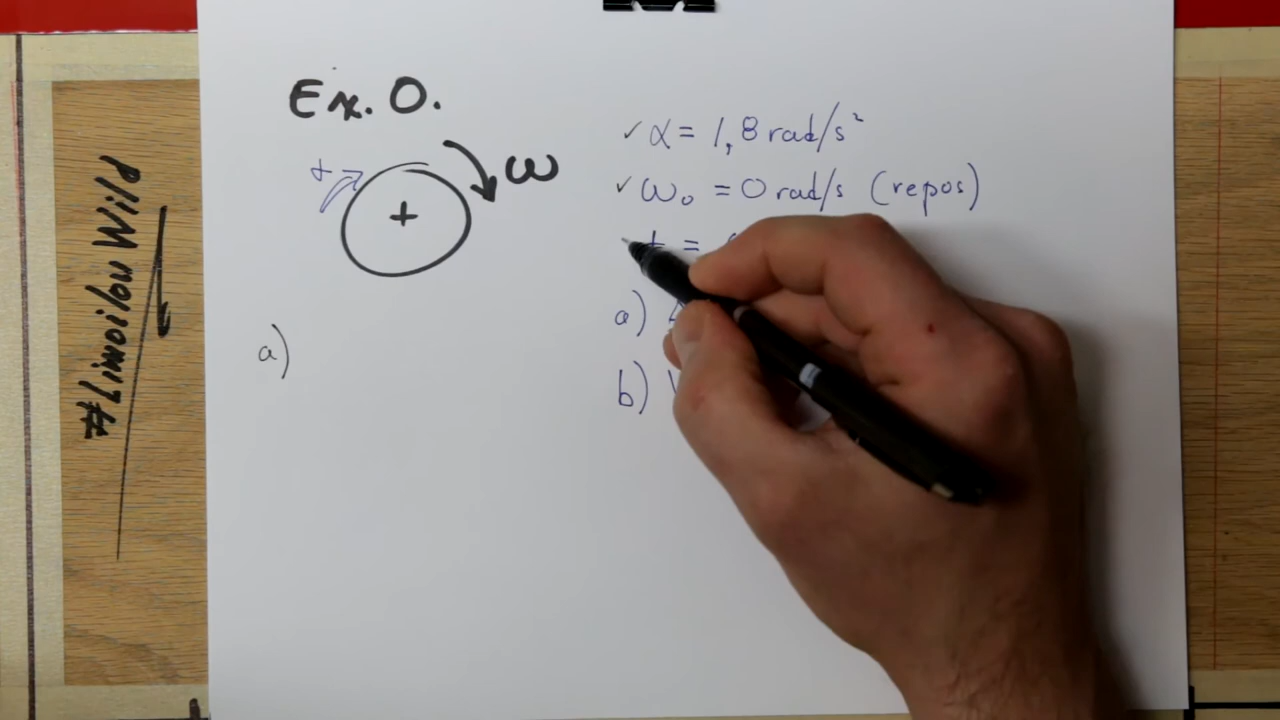 Ex. 0.
+
ω
+
✓ α = 1,8 rad/s²
✓ ω₀ = 0 rad/s (repos)
t =
a)
b)
a)
#Limoilou Wild